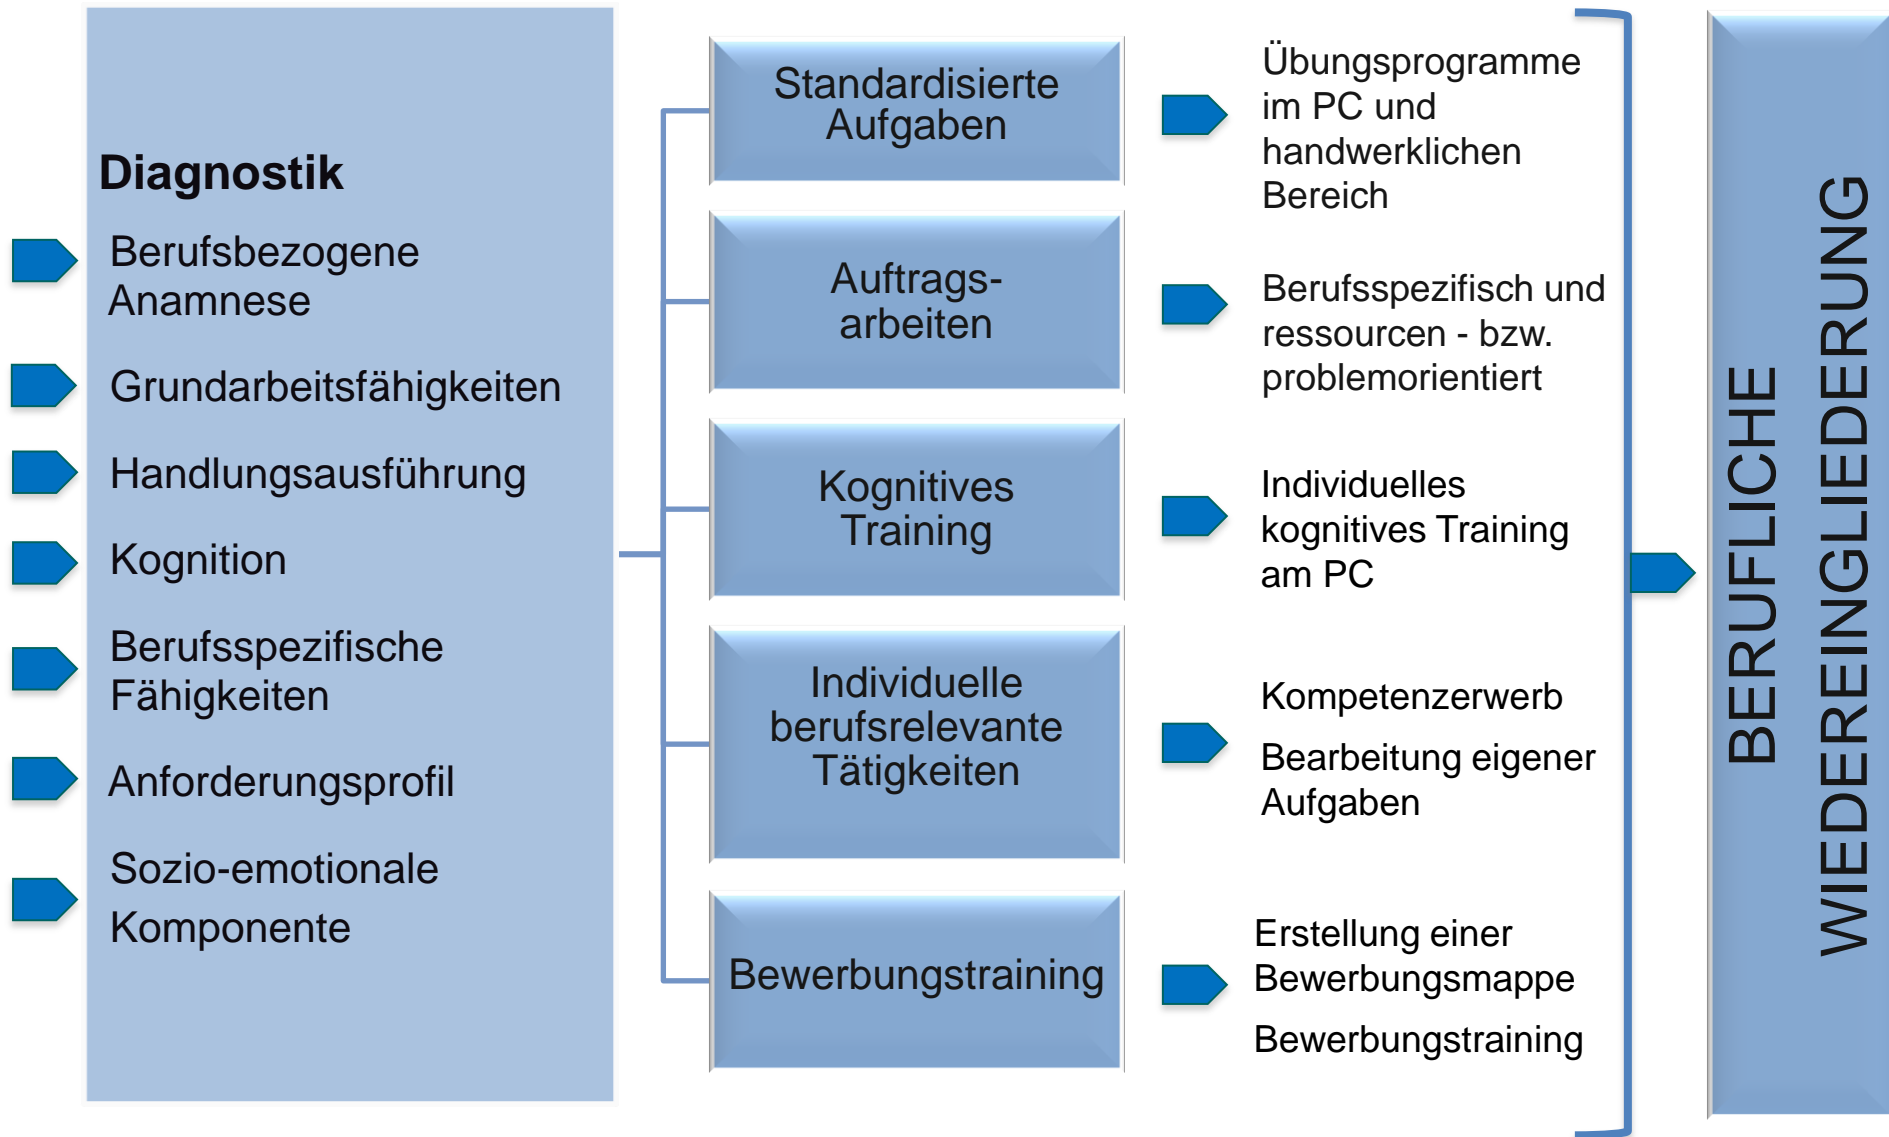 Diagnostik
Berufsbezogene
Anamnese
Grundarbeitsfähigkeiten
Handlungsausführung
Kognition
Berufsspezifische
Fähigkeiten
Anforderungsprofil
Sozio-emotionale
Komponente
Standardisierte
Aufgaben
Übungsprogramme
im PC und
handwerklichen
Bereich
Auftrags-
arbeiten
Berufsspezifisch und
ressourcen - bzw.
problemorientiert
Kognitives
Training
Individuelles
kognitives Training
am PC
Individuelle
berufsrelevante
Tätigkeiten
Kompetenzerwerb
Bearbeitung eigener
Aufgaben
Bewerbungstraining
Erstellung einer
Bewerbungsmappe
Bewerbungstraining
BERUFLICHE
WIEDEREINGLIEDERUNG